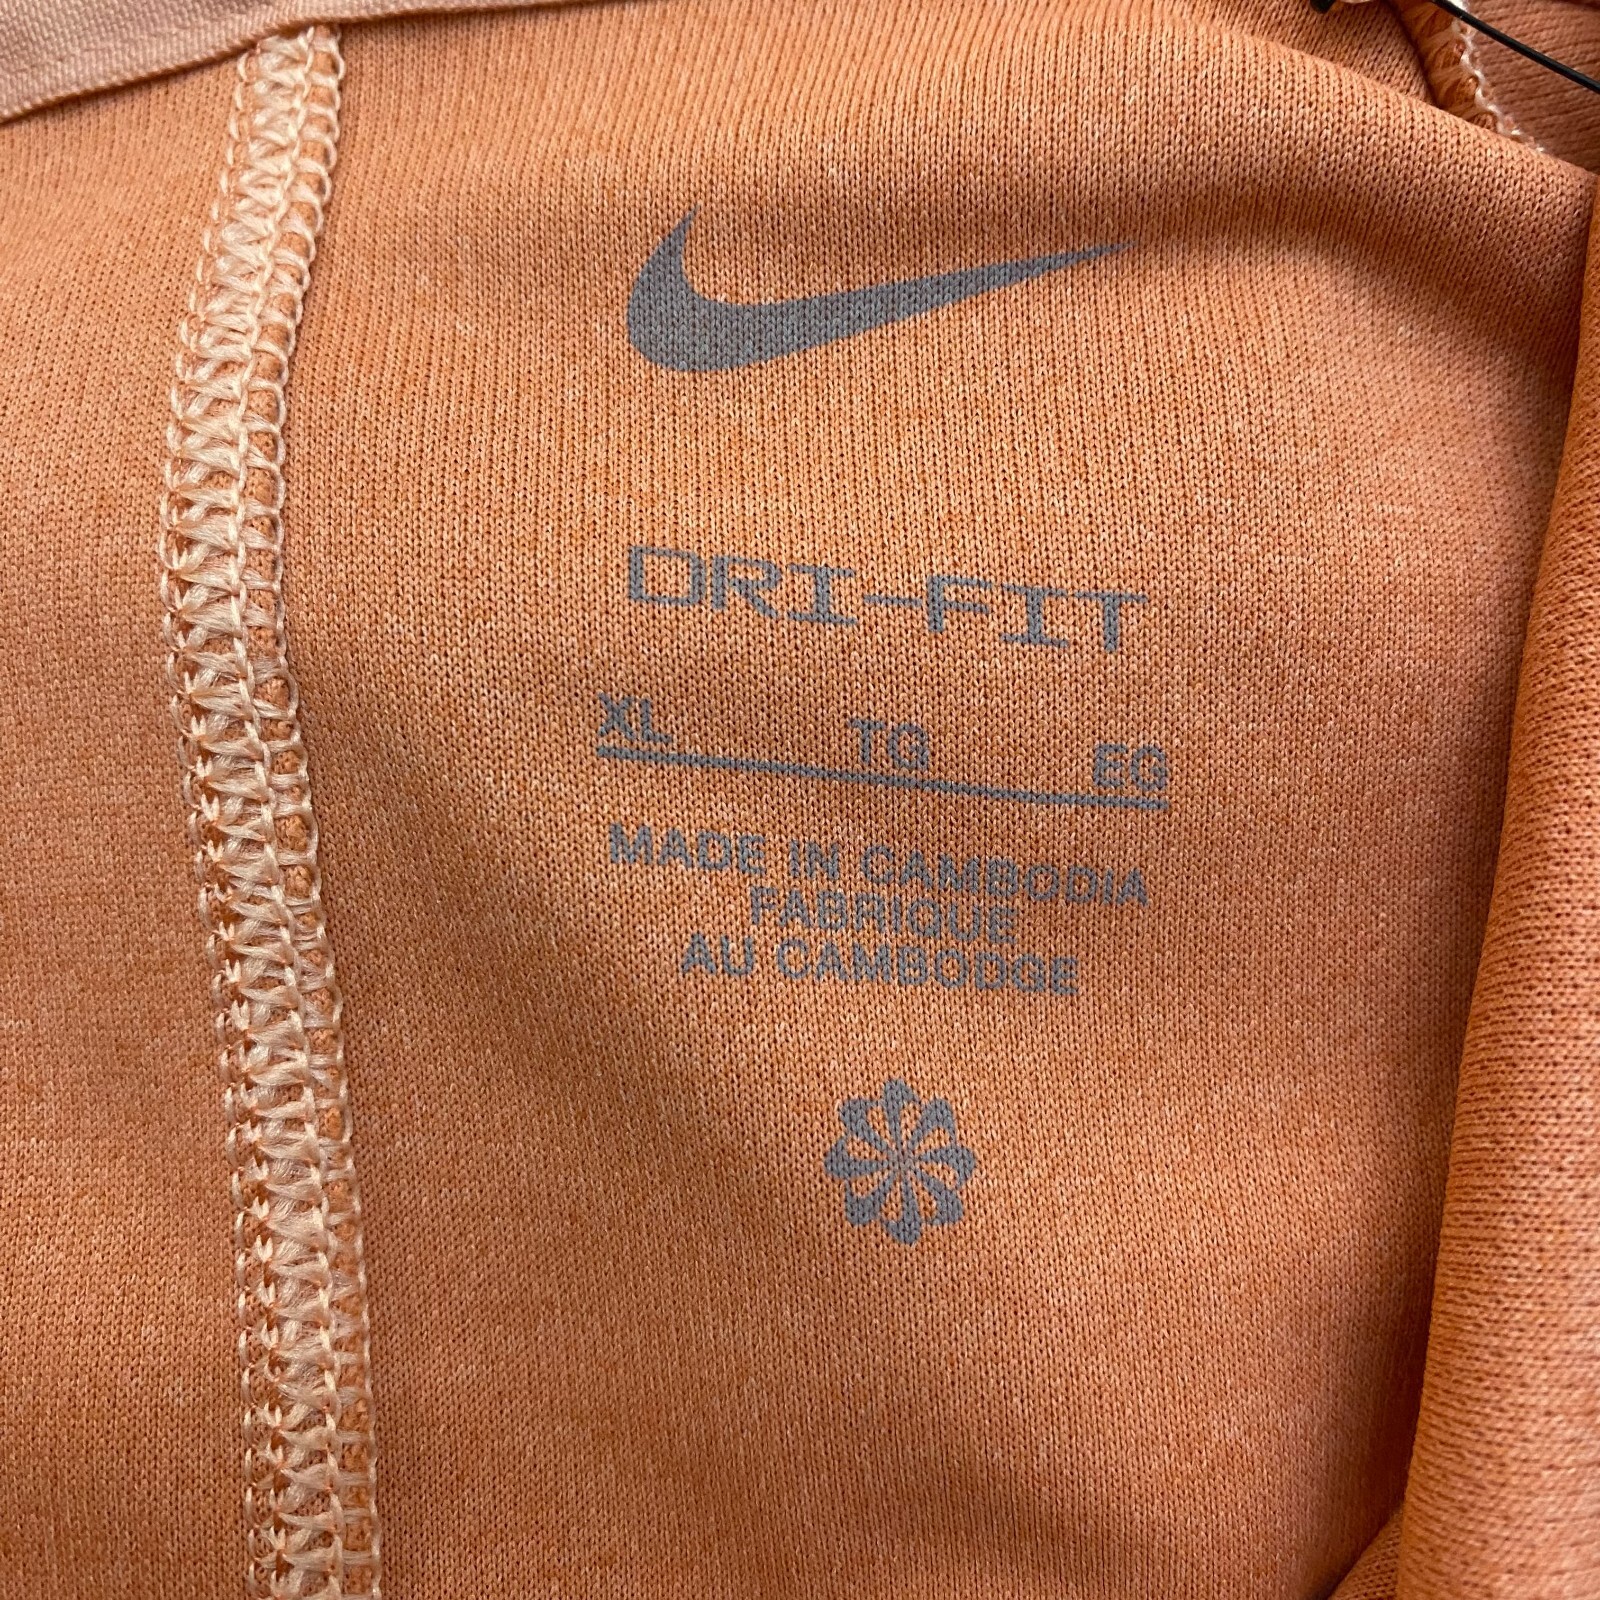 DRI-FIT
XL TG EG
MADE IN CAMBODIA
FABRIQUE
AU CAMBODGE